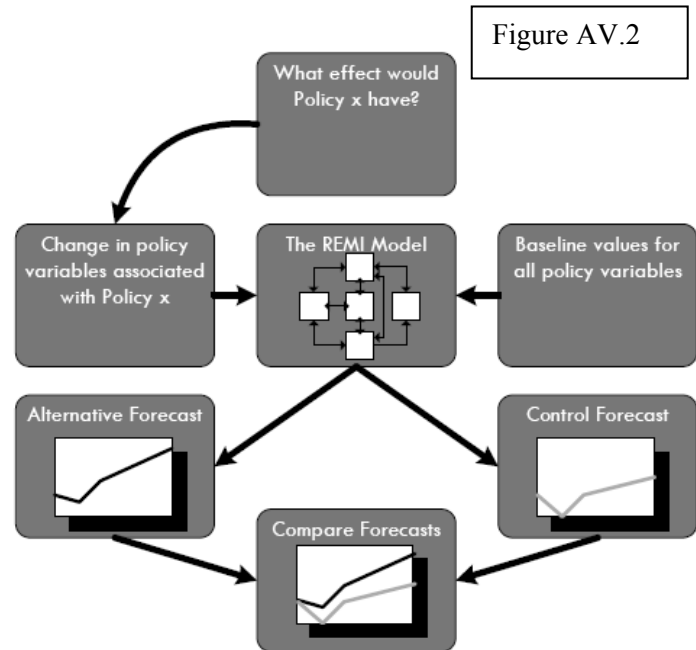 Figure AV.2
What effect would
Policy x have?
Change in policy
variables associated
with Policy x
The REMI Model
Baseline values for
all policy variables
Alternative Forecast
Control Forecast
Compare Forecasts